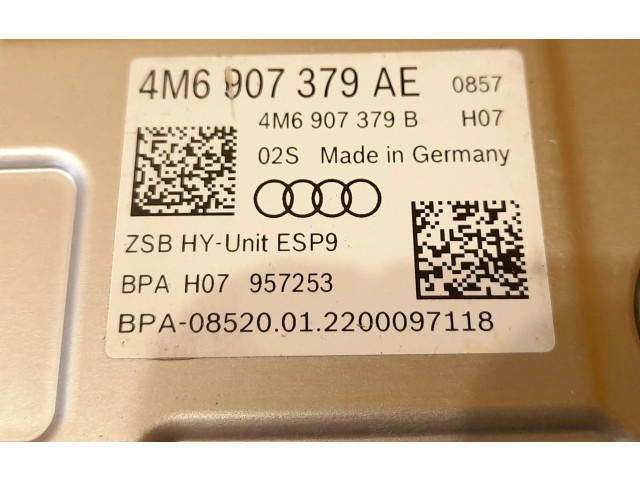 4M6 907 379 AE 0857
4M6 907 379 B H07
02S Made in Germany
ZSB HY-Unit ESP9
BPA H07 957253
BPA-08520.01.2200097118